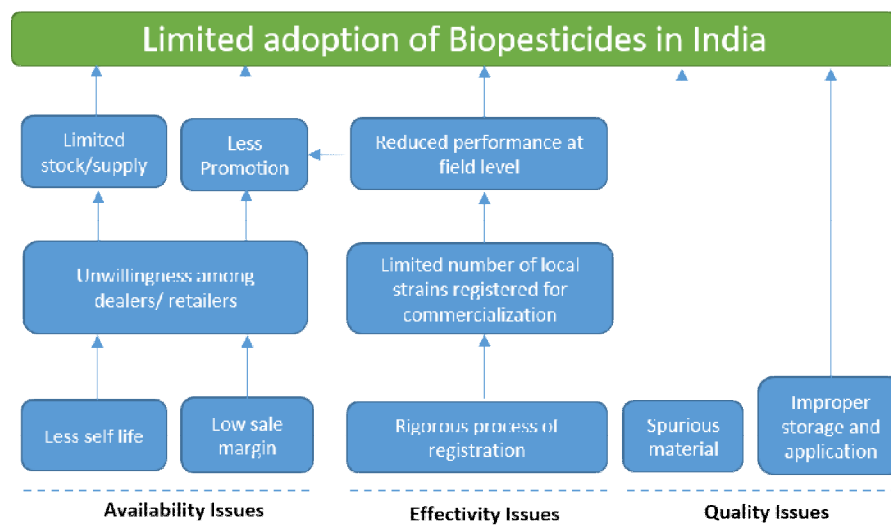 Limited adoption of Biopesticides in India
Limited
stock/supply
Less
Promotion
Reduced performance at
field level
Unwillingness among
dealers/ retailers
Limited number of local
strains registered for
commercialization
Less self life
Low sale
margin
Rigorous process of
registration
Spurious
material
Improper
storage and
application
Availability Issues
Effectivity Issues
Quality Issues